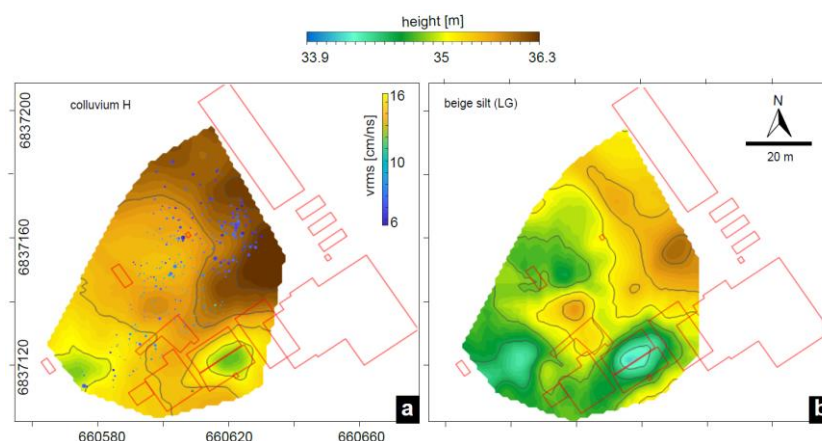 height [m]
33.9 35 36.3
colluvium H
16
10
6
vrms [cm/ns]
beige silt (LG)
N
20 m
6837200
6837160
6837120
660580 660620 660660
a
b